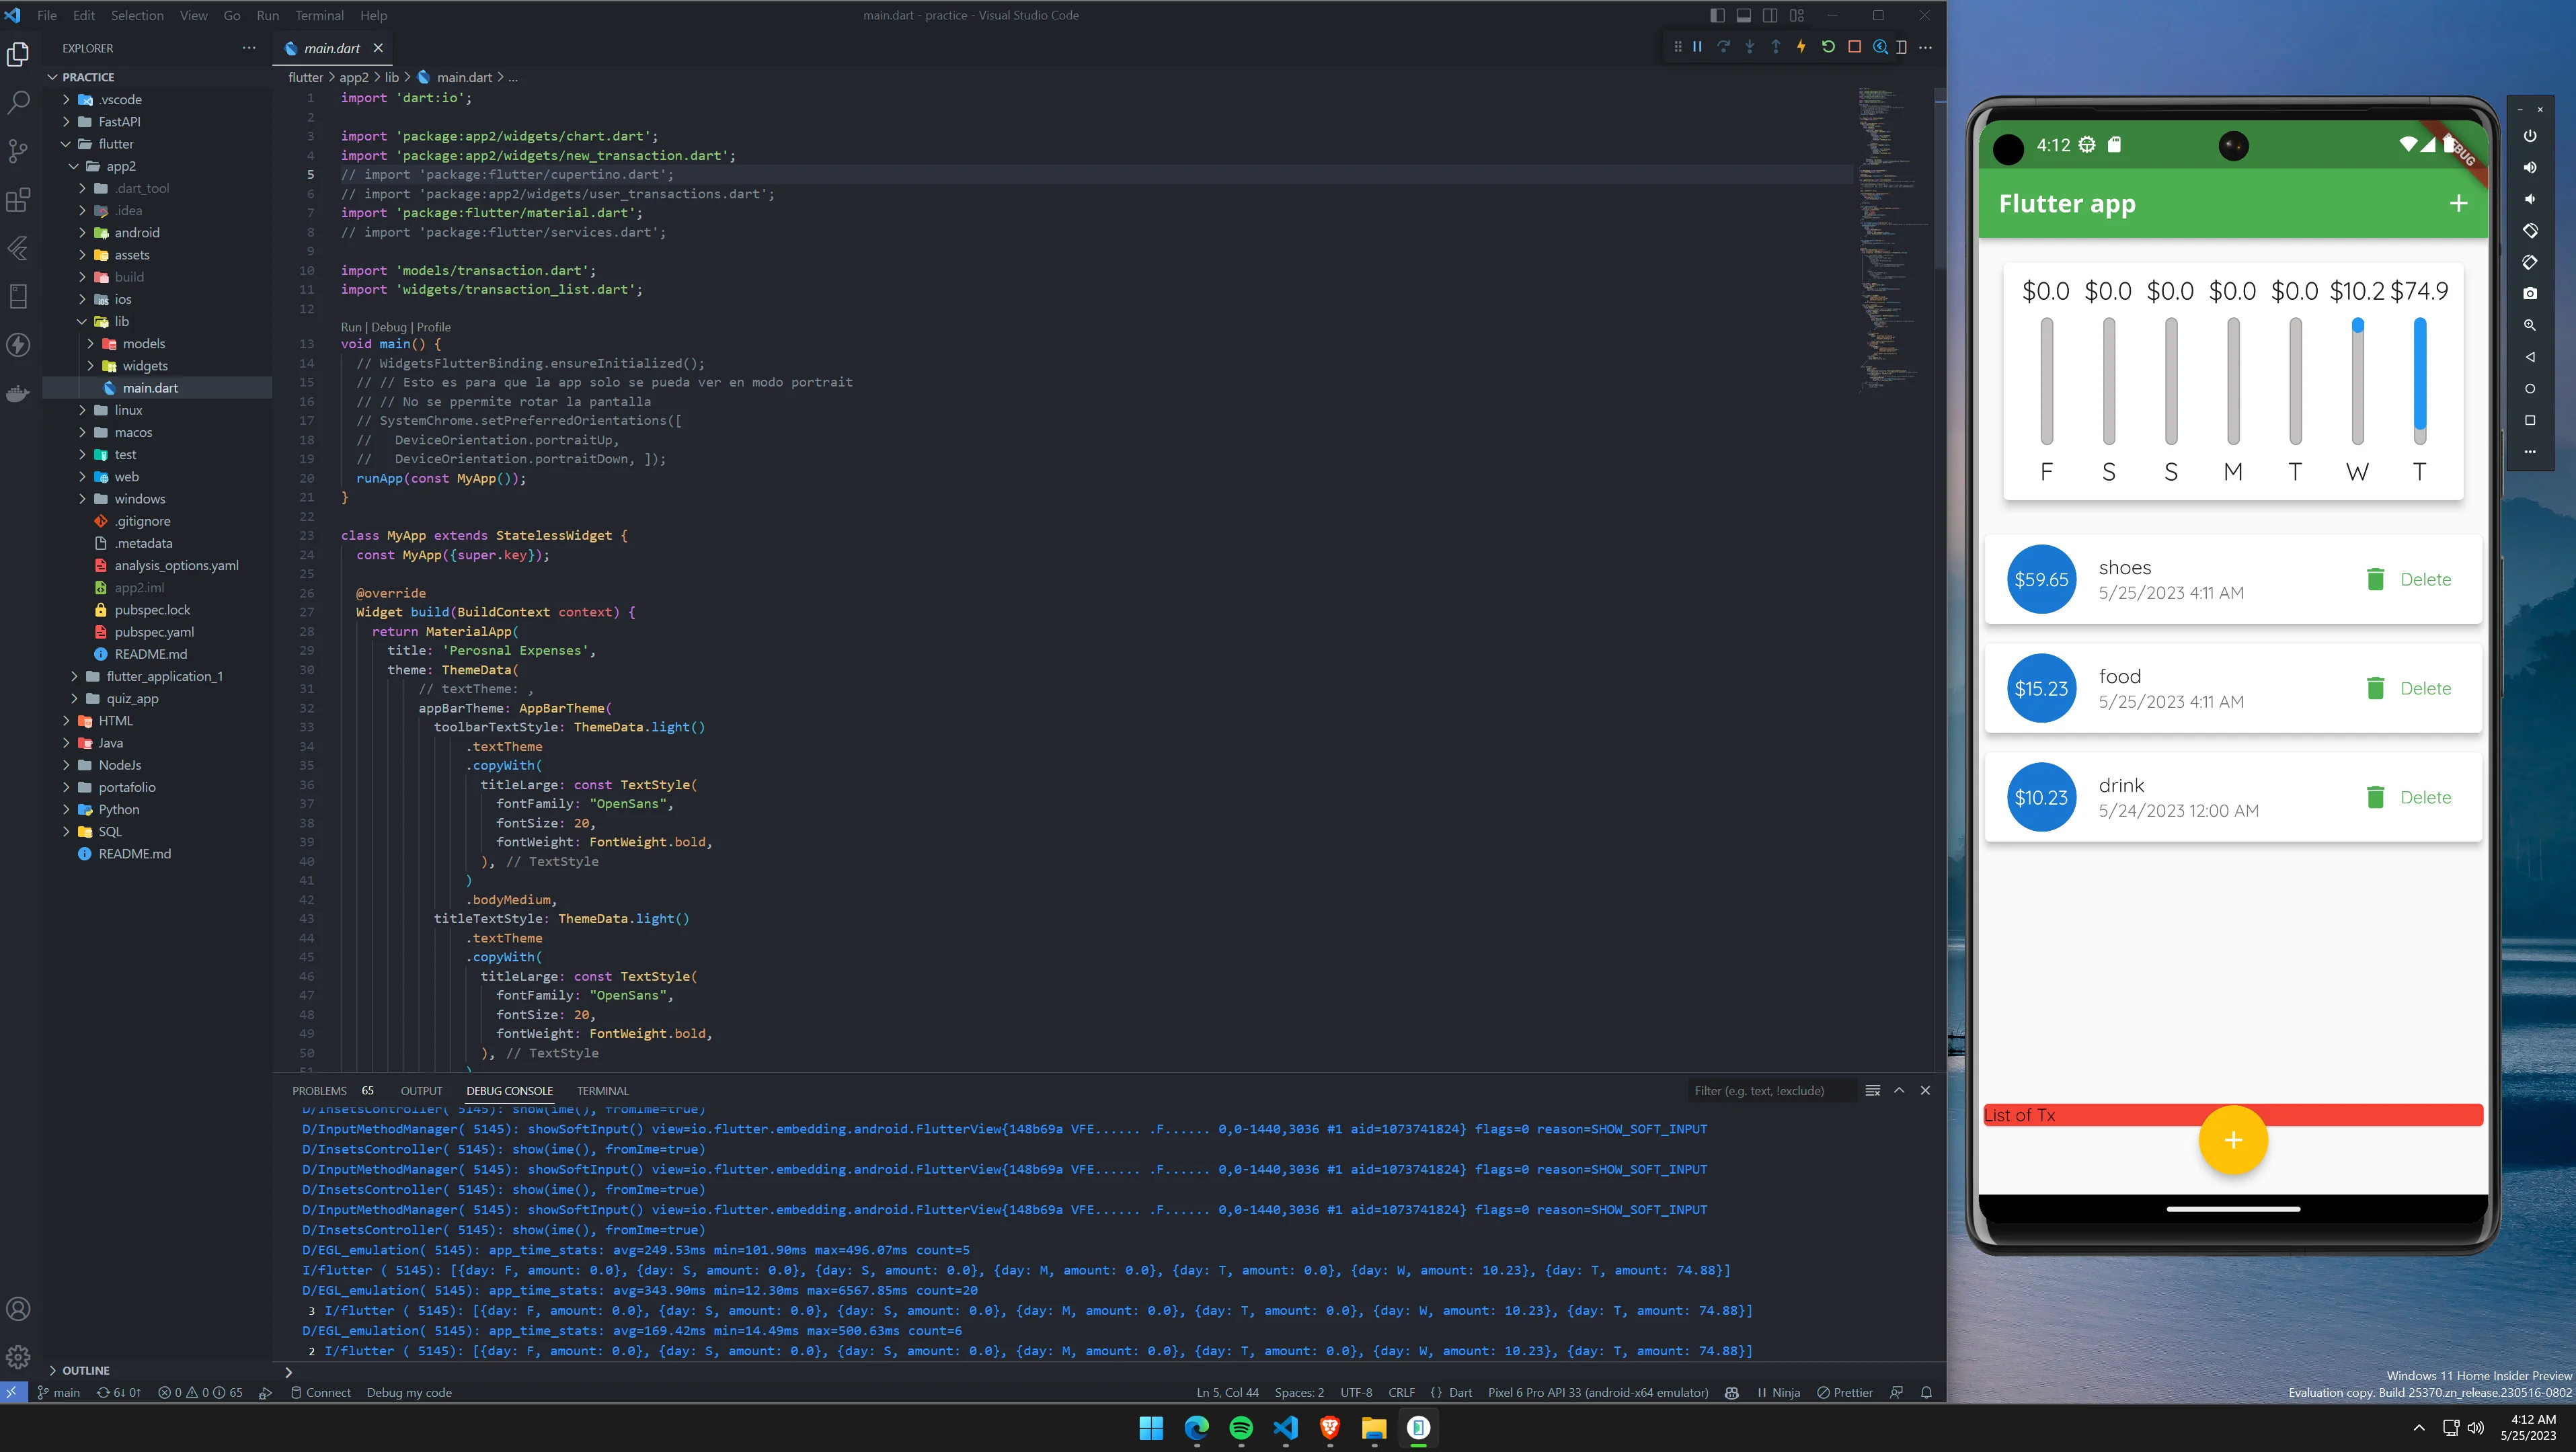 File Edit Selection View Go Run Terminal Help
main.dart - practice - Visual Studio Code
EXPLORER
PRACTICE
.vscode
FastAPI
flutter
app2
.dart_tool
.idea
android
assets
build
ios
lib
models
widgets
main.dart
linux
macos
test
web
windows
.gitignore
.metadata
analysis_options.yaml
app2.iml
pubspec.lock
pubspec.yaml
README.md
flutter_application_1
quiz_app
HTML
Java
NodeJs
portafolio
Python
SQL
README.md
OUTLINE
main.dart
flutter > app2 > lib > main.dart > ...
1 import 'dart:io';
2
3 import 'package:app2/widgets/chart.dart';
4 import 'package:app2/widgets/new_transaction.dart';
5 // import 'package:flutter/cupertino.dart';
6 // import 'package:app2/widgets/user_transactions.dart';
7 import 'package:flutter/material.dart';
8 // import 'package:flutter/services.dart';
9
10 import 'models/transaction.dart';
11 import 'widgets/transaction_list.dart';
12
Run | Debug | Profile
13 void main() {
14 // WidgetsFlutterBinding.ensureInitialized();
15 // // Esto es para que la app solo se pueda ver en modo portrait
16 // // No se ppermite rotar la pantalla
17 // SystemChrome.setPreferredOrientations([
18 // DeviceOrientation.portraitUp,
19 // DeviceOrientation.portraitDown, ]);
20 runApp(const MyApp());
21 }
22
23 class MyApp extends StatelessWidget {
24 const MyApp({super.key});
25
26 @override
27 Widget build(BuildContext context) {
28 return MaterialApp(
29 title: 'Perosnal Expenses',
30 theme: ThemeData(
31 // textTheme: ,
32 appBarTheme: AppBarTheme(
33 toolbarTextStyle: ThemeData.light()
34 .textTheme
35 .copyWith(
36 titleLarge: const TextStyle(
37 fontFamily: "OpenSans",
38 fontSize: 20,
39 fontWeight: FontWeight.bold,
40 ), // TextStyle
41 )
42 .bodyMedium,
43 titleTextStyle: ThemeData.light()
44 .textTheme
45 .copyWith(
46 titleLarge: const TextStyle(
47 fontFamily: "OpenSans",
48 fontSize: 20,
49 fontWeight: FontWeight.bold,
50 ), // TextStyle
51 )
PROBLEMS 65 OUTPUT DEBUG CONSOLE TERMINAL
Filter (e.g. text, !exclude)
D/InsetsController( 5145): show(ime(), fromIme=true)
D/InputMethodManager( 5145): showSoftInput() view=io.flutter.embedding.android.FlutterView{148b69a VFE...... .F...... 0,0-1440,3036 #1 aid=1073741824} flags=0 reason=SHOW_SOFT_INPUT
D/InsetsController( 5145): show(ime(), fromIme=true)
D/InputMethodManager( 5145): showSoftInput() view=io.flutter.embedding.android.FlutterView{148b69a VFE...... .F...... 0,0-1440,3036 #1 aid=1073741824} flags=0 reason=SHOW_SOFT_INPUT
D/InsetsController( 5145): show(ime(), fromIme=true)
D/InputMethodManager( 5145): showSoftInput() view=io.flutter.embedding.android.FlutterView{148b69a VFE...... .F...... 0,0-1440,3036 #1 aid=1073741824} flags=0 reason=SHOW_SOFT_INPUT
D/InsetsController( 5145): show(ime(), fromIme=true)
D/EGL_emulation( 5145): app_time_stats: avg=249.53ms min=101.90ms max=496.07ms count=5
I/flutter ( 5145): [{day: F, amount: 0.0}, {day: S, amount: 0.0}, {day: S, amount: 0.0}, {day: M, amount: 0.0}, {day: T, amount: 0.0}, {day: W, amount: 10.23}, {day: T, amount: 74.88}]
D/EGL_emulation( 5145): app_time_stats: avg=343.90ms min=12.30ms max=6567.85ms count=20
3 I/flutter ( 5145): [{day: F, amount: 0.0}, {day: S, amount: 0.0}, {day: S, amount: 0.0}, {day: M, amount: 0.0}, {day: T, amount: 0.0}, {day: W, amount: 10.23}, {day: T, amount: 74.88}]
D/EGL_emulation( 5145): app_time_stats: avg=169.42ms min=14.49ms max=500.63ms count=6
2 I/flutter ( 5145): [{day: F, amount: 0.0}, {day: S, amount: 0.0}, {day: S, amount: 0.0}, {day: M, amount: 0.0}, {day: T, amount: 0.0}, {day: W, amount: 10.23}, {day: T, amount: 74.88}]
main 6↓ 0↑ 0 0 65 Connect Debug my code
Ln 5, Col 44 Spaces: 2 UTF-8 CRLF {} Dart Pixel 6 Pro API 33 (android-x64 emulator) Ninja Prettier
4:12
DEBUG
Flutter app +
$0.0 $0.0 $0.0 $0.0 $0.0 $10.2 $74.9
F S S M T W T
$59.65 shoes
5/25/2023 4:11 AM
Delete
$15.23 food
5/25/2023 4:11 AM
Delete
$10.23 drink
5/24/2023 12:00 AM
Delete
List of Tx
+
Windows 11 Home Insider Preview
Evaluation copy. Build 25370.zn_release.230516-0802
4:12 AM
5/25/2023